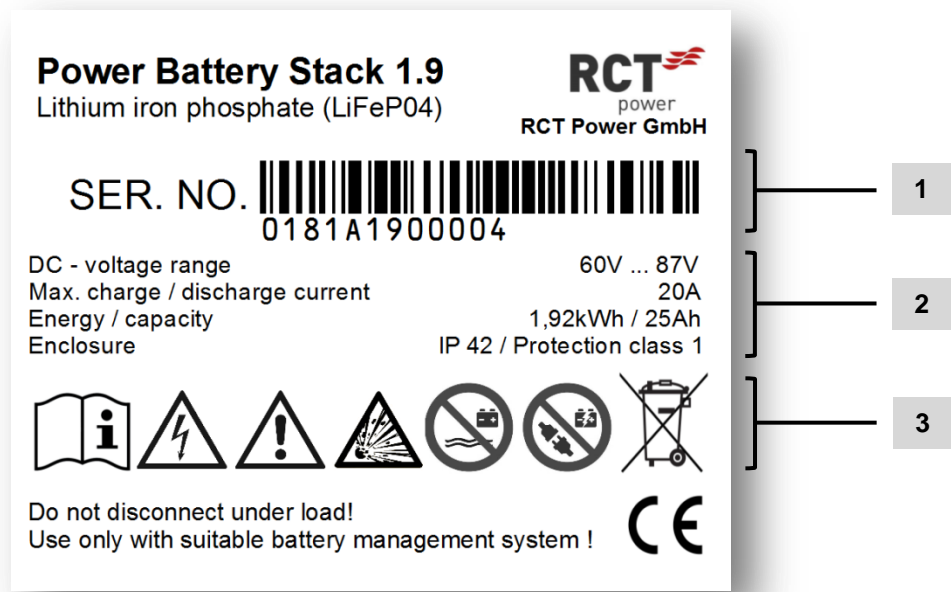 Power Battery Stack 1.9
Lithium iron phosphate (LiFeP04)
RCT
power
RCT Power GmbH
SER. NO.
0181A1900004
1
DC - voltage range 60V ... 87V
Max. charge / discharge current 20A
Energy / capacity 1,92kWh / 25Ah
Enclosure IP 42 / Protection class 1
2
i
3
Do not disconnect under load!
Use only with suitable battery management system !
CE